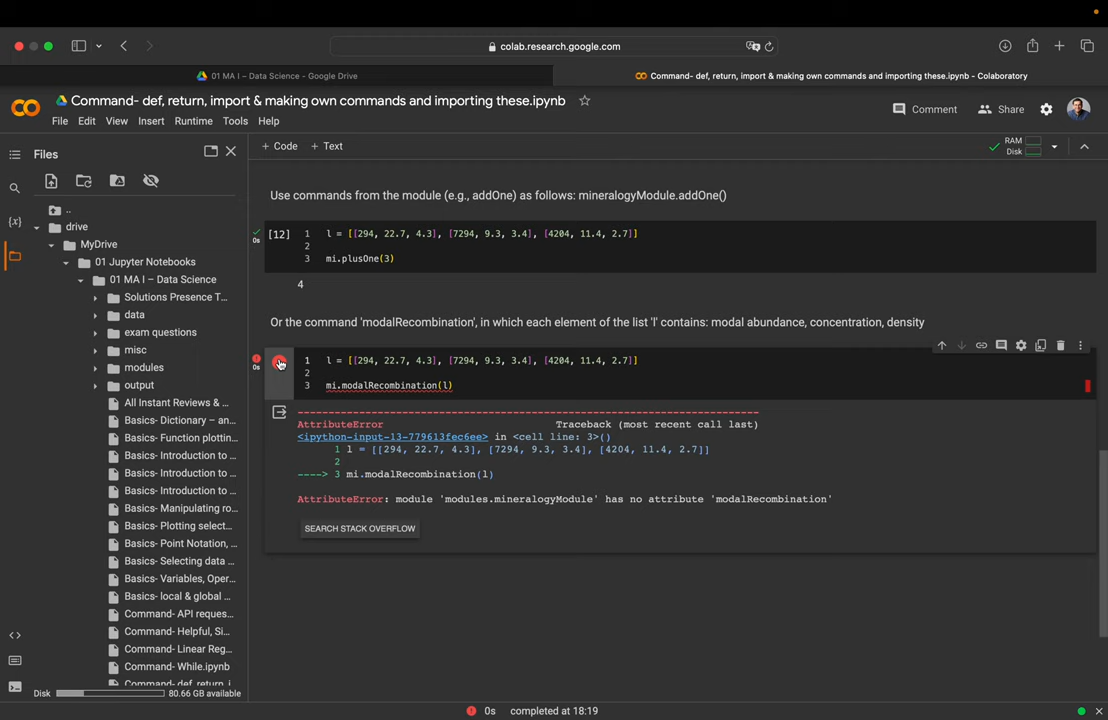 colab.research.google.com
01 MA I – Data Science - Google Drive
Command- def, return, import & making own commands and importing these.ipynb - Colaboratory
Command- def, return, import & making own commands and importing these.ipynb
Comment
Share
File Edit View Insert Runtime Tools Help
Files
+ Code + Text
RAM
Disk
..
drive
MyDrive
01 Jupyter Notebooks
01 MA I – Data Science
Solutions Presence T...
data
exam questions
misc
modules
output
All Instant Reviews & ...
Basics- Dictionary – an...
Basics- Function plottin...
Basics- Introduction to ...
Basics- Introduction to ...
Basics- Introduction to ...
Basics- Manipulating ro...
Basics- Plotting select...
Basics- Point Notation, ...
Basics- Selecting data ...
Basics- Variables, Oper...
Basics- local & global ...
Command- API reques...
Command- Helpful, Si...
Command- Linear Reg...
Command- While.ipynb
Command- def, return, i...
Disk 80.66 GB available
Use commands from the module (e.g., addOne) as follows: mineralogyModule.addOne()
[12] 1 l = [[294, 22.7, 4.3], [7294, 9.3, 3.4], [4204, 11.4, 2.7]]
0s 2
3 mi.plusOne(3)
4
Or the command 'modalRecombination', in which each element of the list 'l' contains: modal abundance, concentration, density
1 l = [[294, 22.7, 4.3], [7294, 9.3, 3.4], [4204, 11.4, 2.7]]
0s 2
3 mi.modalRecombination(l)
---------------------------------------------------------------------------
AttributeError Traceback (most recent call last)
<ipython-input-13-779613fec6ee> in <cell line: 3>()
1 l = [[294, 22.7, 4.3], [7294, 9.3, 3.4], [4204, 11.4, 2.7]]
2
----> 3 mi.modalRecombination(l)
AttributeError: module 'modules.mineralogyModule' has no attribute 'modalRecombination'
SEARCH STACK OVERFLOW
0s completed at 18:19